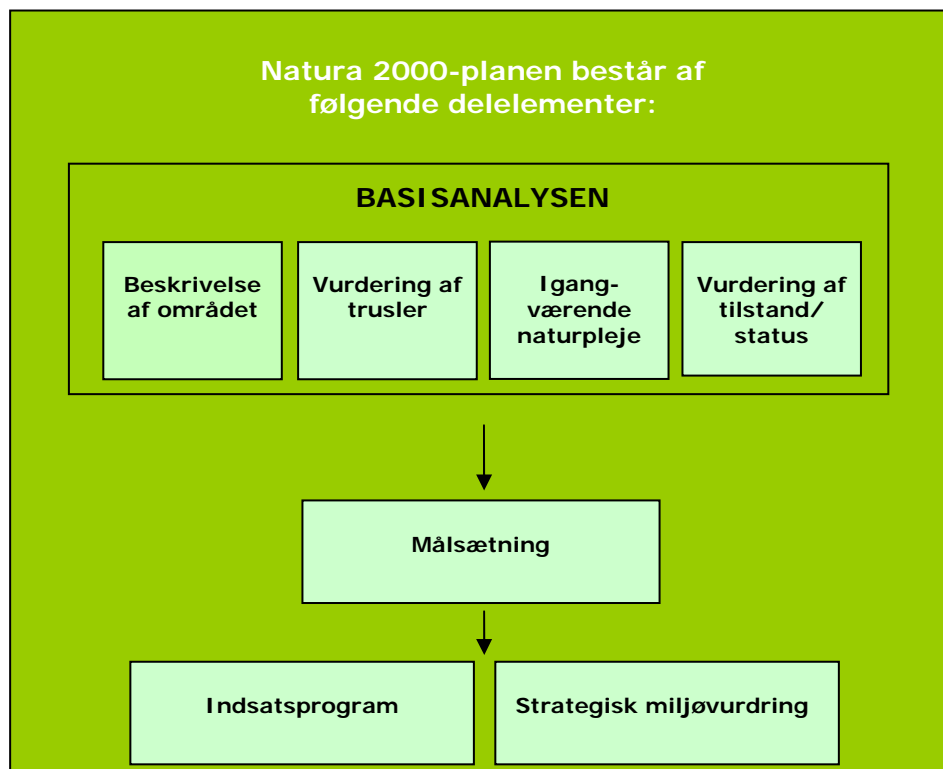 Natura 2000-planen består af
følgende delelementer:
BASISANALYSEN
Beskrivelse
af området
Vurdering af
trusler
Igang-
værende
naturpleje
Vurdering af
tilstand/
status
Målsætning
Indsatsprogram
Strategisk miljøvurdring